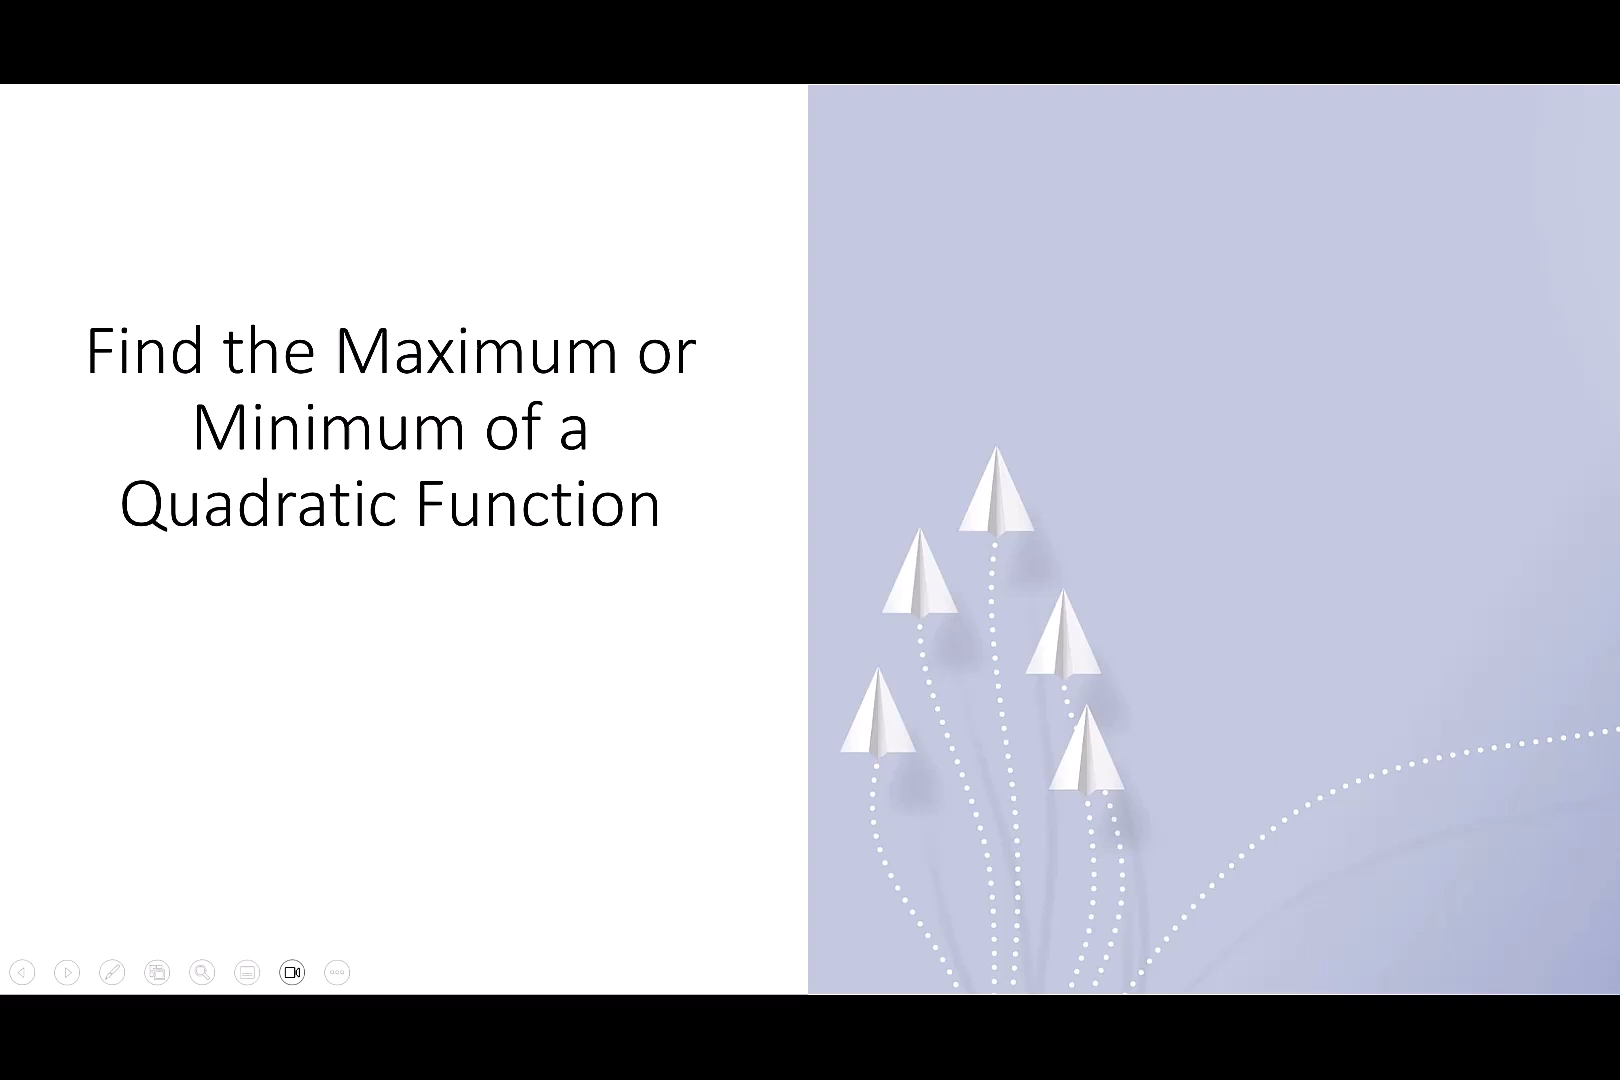 Find the Maximum or
Minimum of a
Quadratic Function